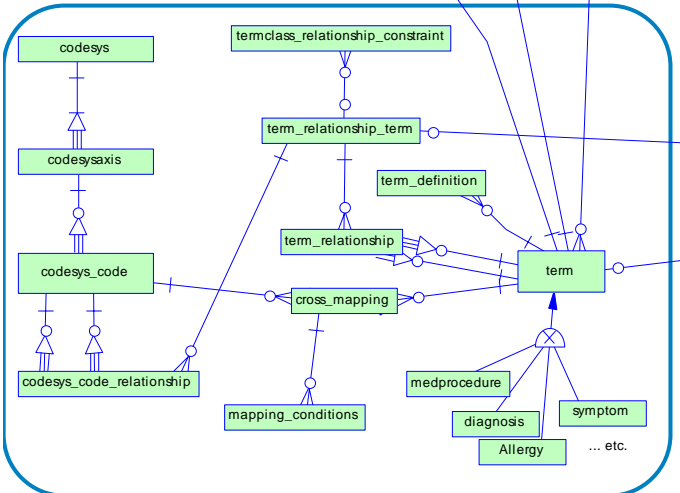 termclass_relationship_constraint
codesys
term_relationship_term
codesysaxis
term_definition
term_relationship
codesys_code
term
cross_mapping
codesys_code_relationship
medprocedure
mapping_conditions
symptom
diagnosis
Allergy
... etc.